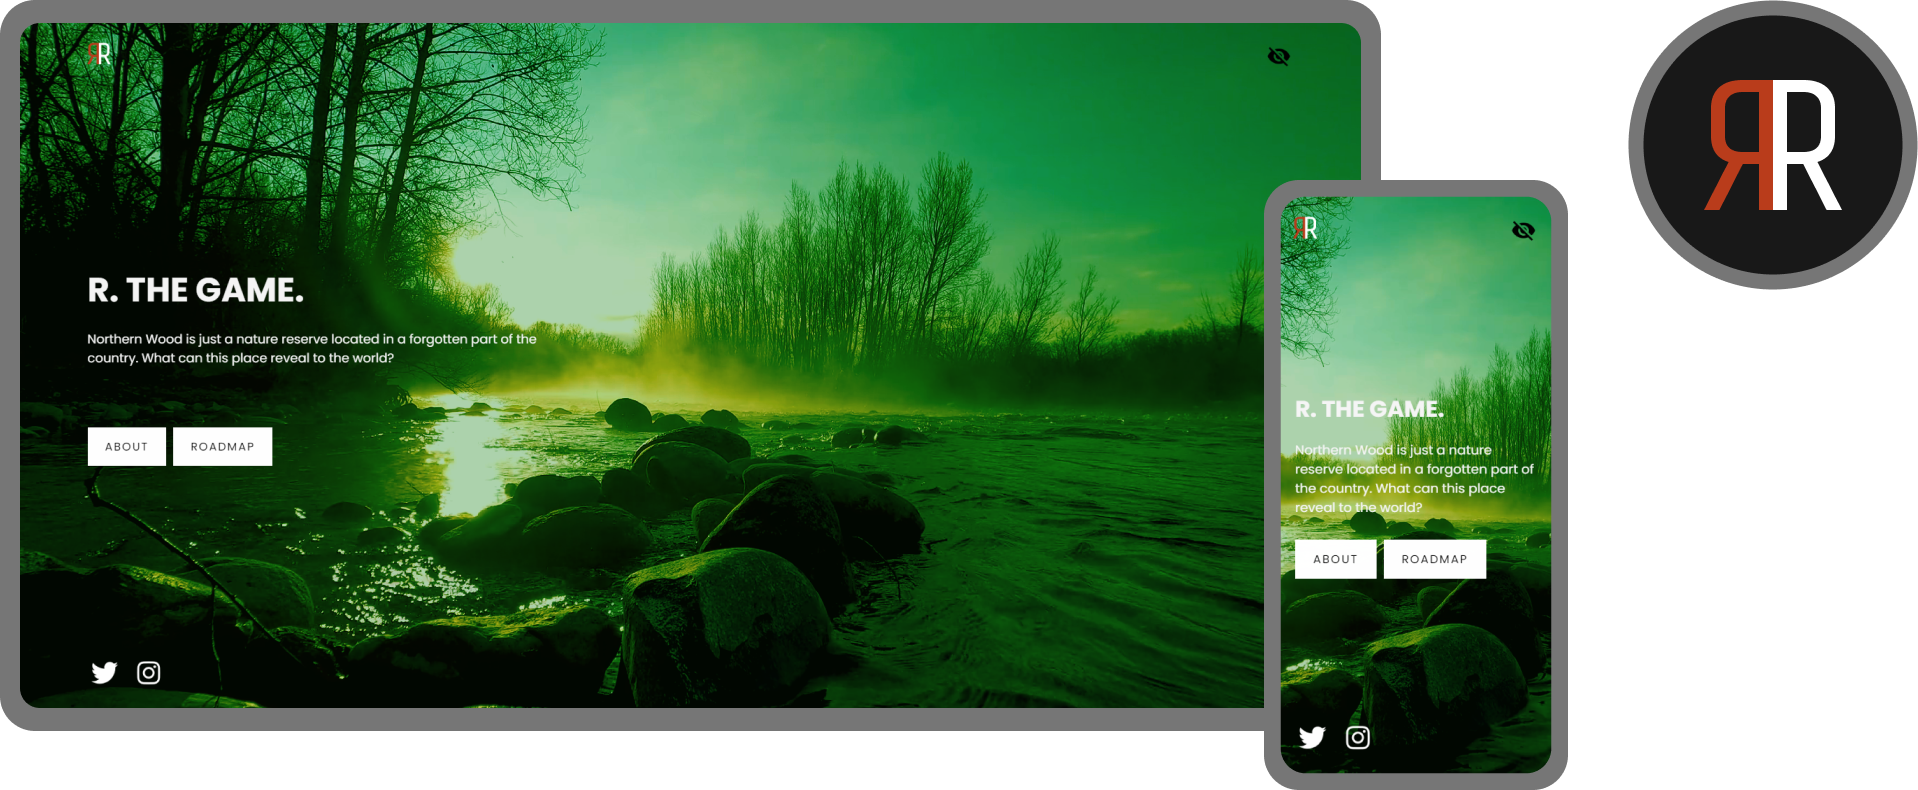 ЯR
R. THE GAME.
Northern Wood is just a nature reserve located in a forgotten part of the
country. What can this place reveal to the world?
ABOUT
ROADMAP
ЯR
R. THE GAME.
Northern Wood is just a nature
reserve located in a forgotten part of
the country. What can this place
reveal to the world?
ABOUT
ROADMAP
ЯR